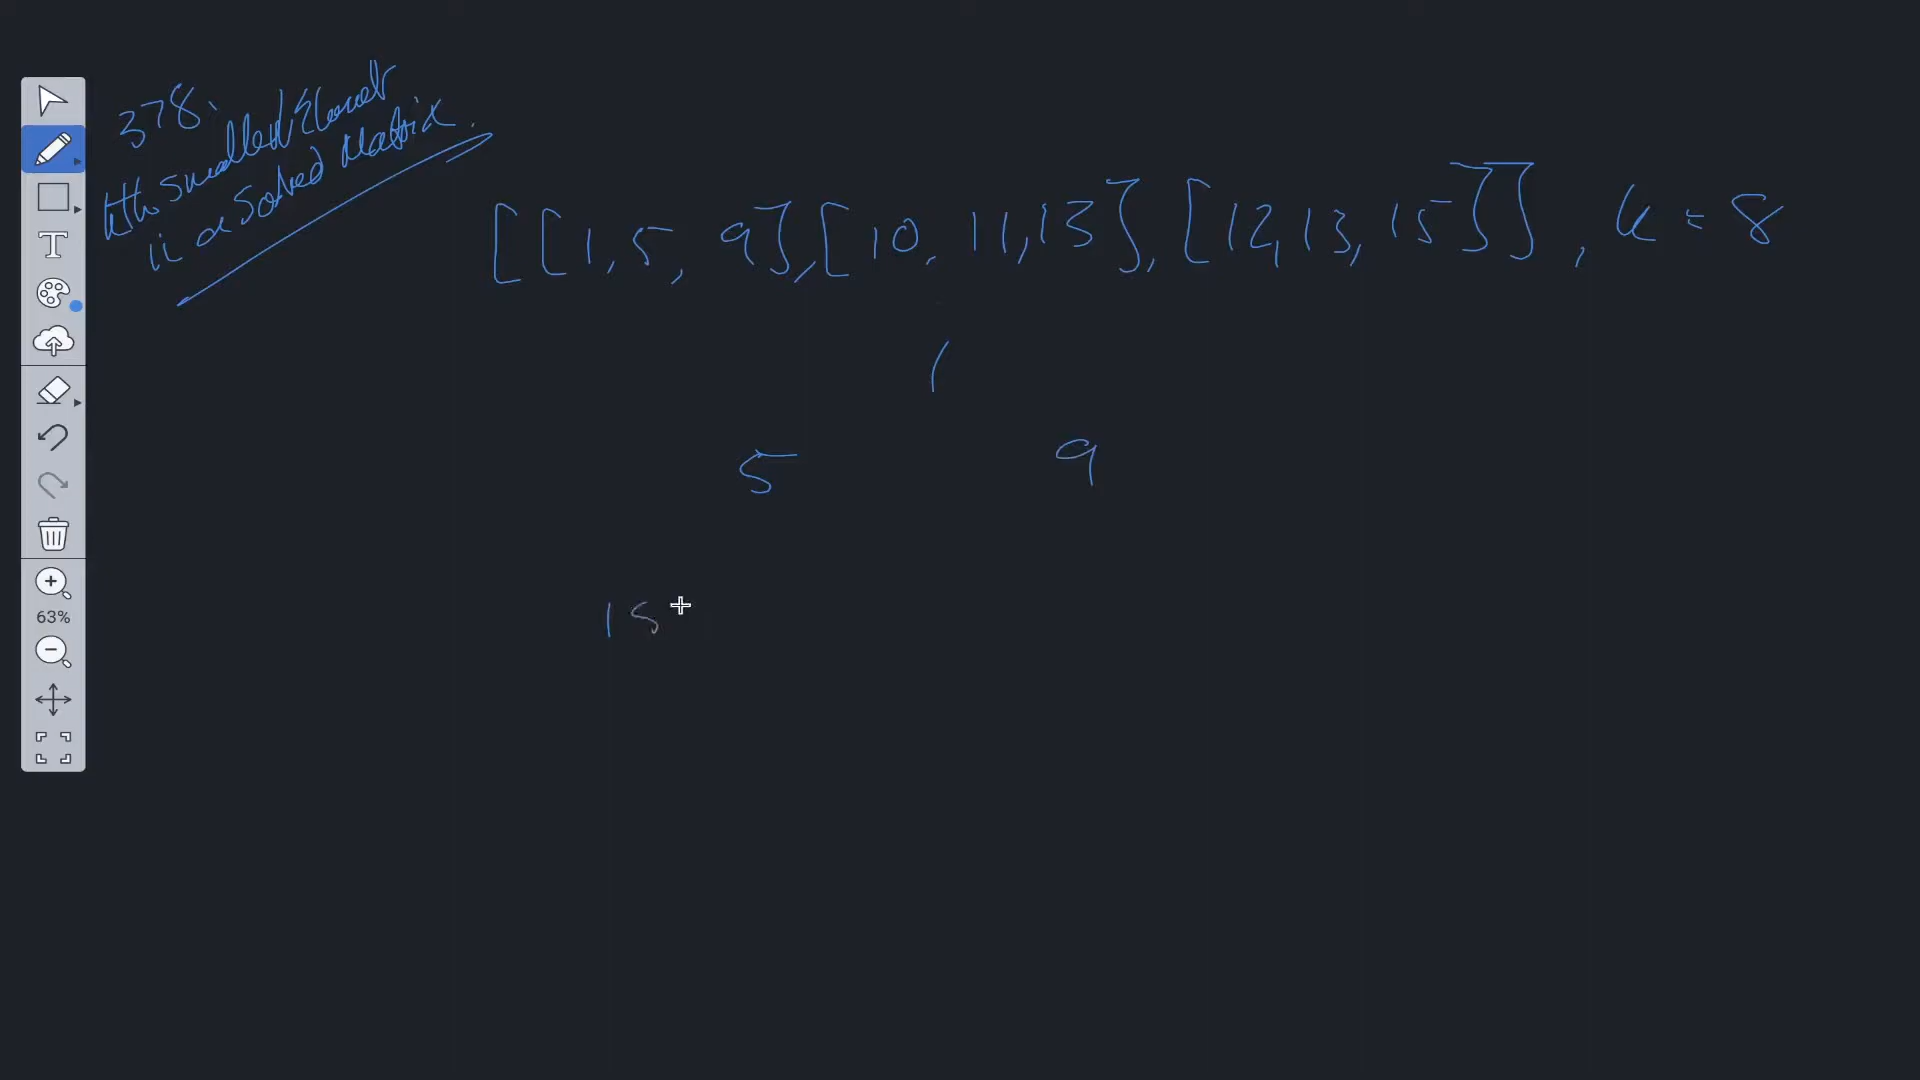 378.
kth smallest Element
in a Sorted Matrix.
[[1, 5, 9], [10, 11, 13], [12, 13, 15]], k = 8
1
5 9
15
63%